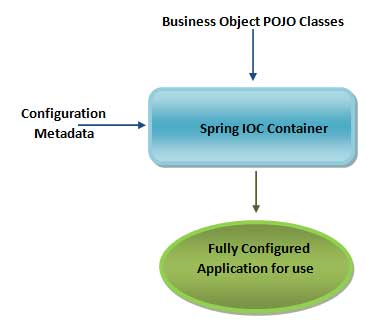 Business Object POJO Classes
Configuration
Metadata
Spring IOC Container
Fully Configured
Application for use